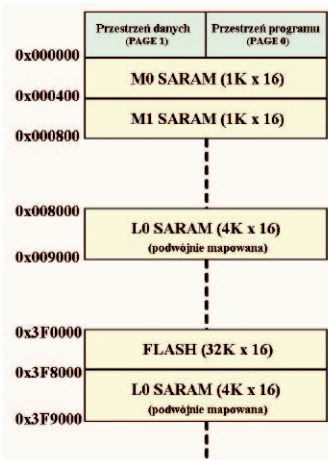 Przestrzeń danych
(PAGE 1)
Przestrzeń programu
(PAGE 0)
0x000000
M0 SARAM (1K x 16)
0x000400
M1 SARAM (1K x 16)
0x000800
0x008000
L0 SARAM (4K x 16)
(podwójnie mapowana)
0x009000
0x3F0000
FLASH (32K x 16)
0x3F8000
L0 SARAM (4K x 16)
(podwójnie mapowana)
0x3F9000